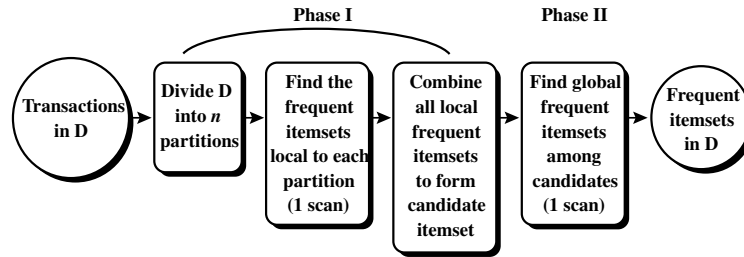 Phase I
Phase II
Transactions
in D
Divide D
into n
partitions
Find the
frequent
itemsets
local to each
partition
(1 scan)
Combine
all local
frequent
itemsets
to form
candidate
itemset
Find global
frequent
itemsets
among
candidates
(1 scan)
Frequent
itemsets
in D